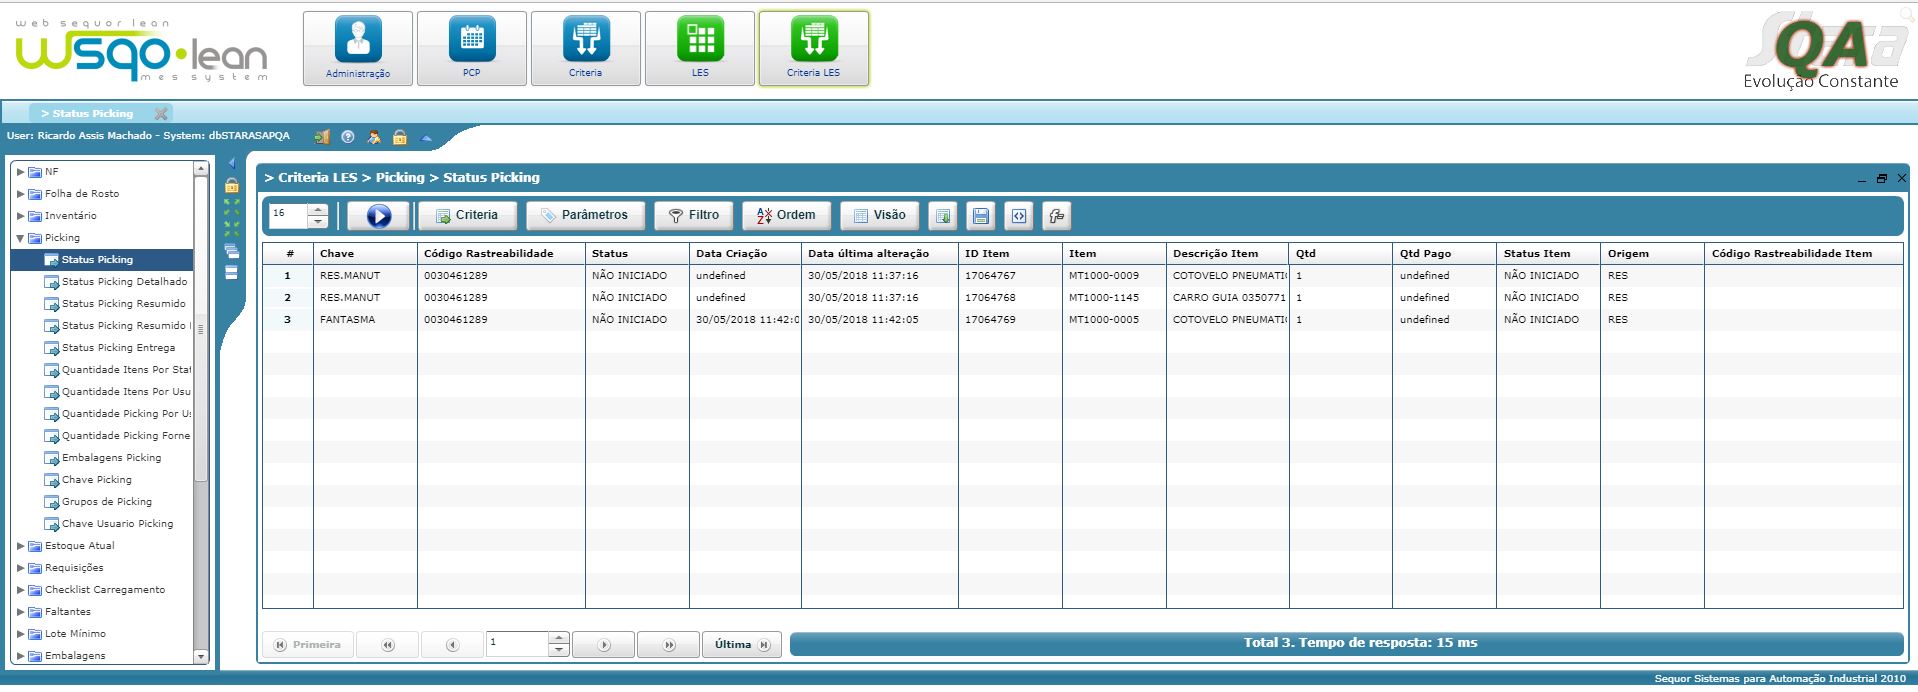 web sequor lean
wsqo•lean
mes system
Administração
PCP
Criteria
LES
Criteria LES
QA
Evolução Constante
> Status Picking
User: Ricardo Assis Machado - System: dbSTARASAPQA
NF
Folha de Rosto
Inventário
Picking
Status Picking
Status Picking Detalhado
Status Picking Resumido
Status Picking Resumido
Status Picking Entrega
Quantidade Itens Por Stat
Quantidade Itens Por Usu
Quantidade Picking Por Us
Quantidade Picking Forne
Embalagens Picking
Chave Picking
Grupos de Picking
Chave Usuario Picking
Estoque Atual
Requisições
Checklist Carregamento
Faltantes
Lote Mínimo
Embalagens
> Criteria LES > Picking > Status Picking
16 Criteria Parâmetros Filtro Ordem Visão
# Chave Código Rastreabilidade Status Data Criação Data última alteração ID Item Item Descrição Item Qtd Qtd Pago Status Item Origem Código Rastreabilidade Item
1 RES.MANUT 0030461289 NÃO INICIADO undefined 30/05/2018 11:37:16 17064767 MT1000-0009 COTOVELO PNEUMATI 1 undefined NÃO INICIADO RES
2 RES.MANUT 0030461289 NÃO INICIADO undefined 30/05/2018 11:37:16 17064768 MT1000-1145 CARRO GUIA 0350771 1 undefined NÃO INICIADO RES
3 FANTASMA 0030461289 NÃO INICIADO 30/05/2018 11:42:0 30/05/2018 11:42:05 17064769 MT1000-0005 COTOVELO PNEUMATI 1 undefined NÃO INICIADO RES
Primeira 1 Última
Total 3. Tempo de resposta: 15 ms
Sequor Sistemas para Automação Industrial 2010